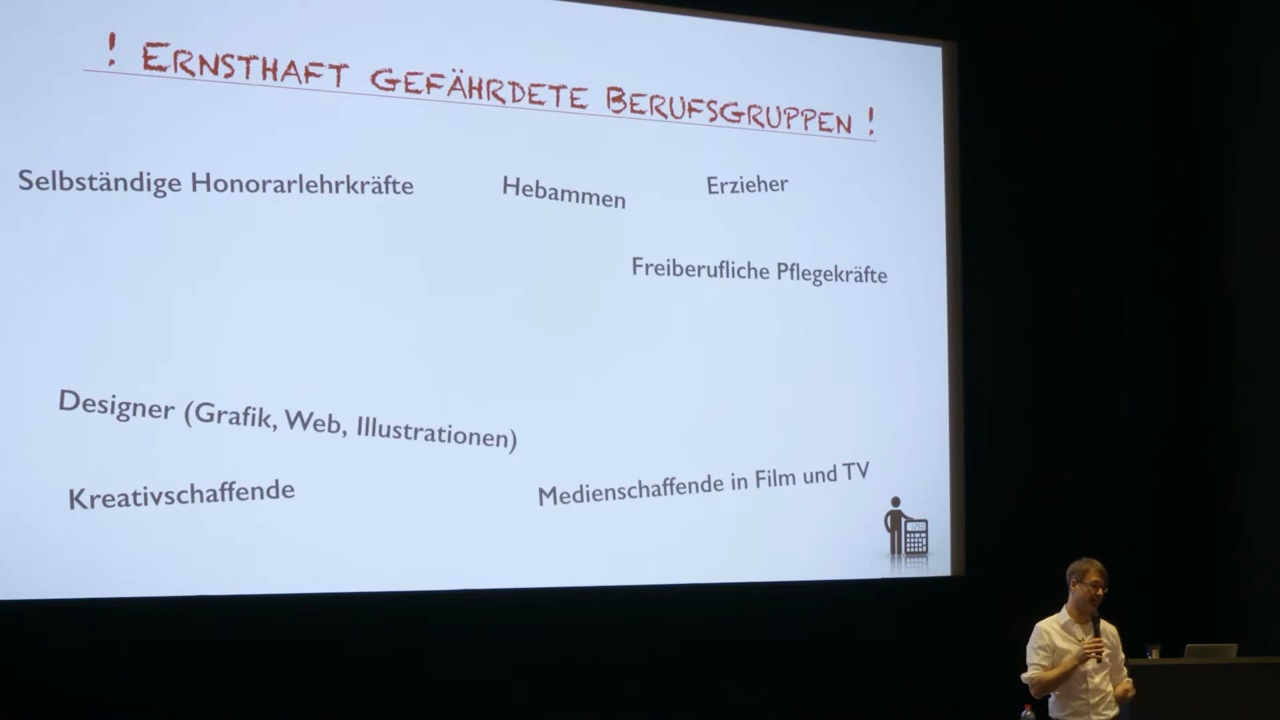 ! ERNSTHAFT GEFÄHRDETE BERUFSGRUPPEN !
Selbständige Honorarlehrkräfte
Hebammen
Erzieher
Freiberufliche Pflegekräfte
Designer (Grafik, Web, Illustrationen)
Kreativschaffende
Medienschaffende in Film und TV